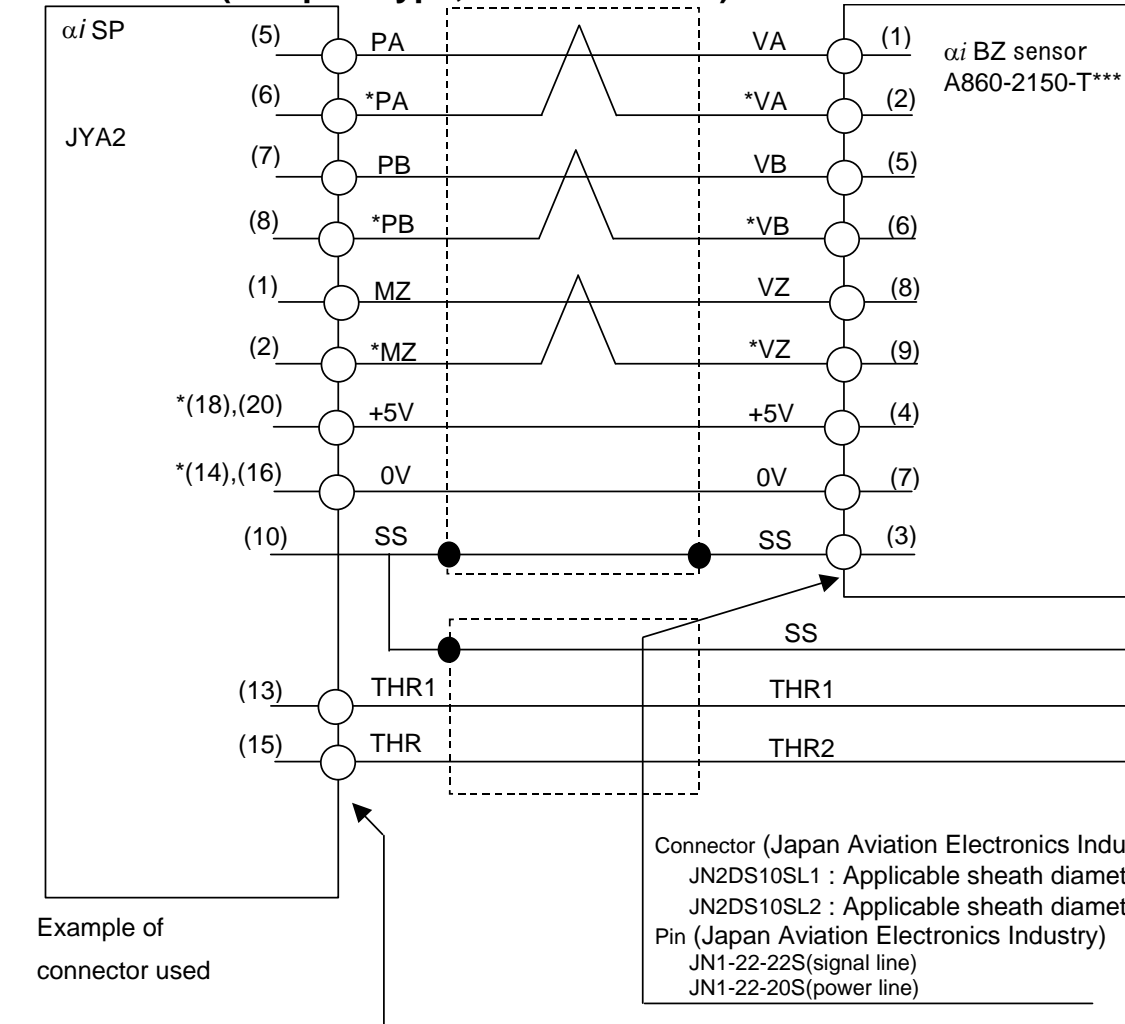 αi SP
(5) PA VA (1)
αi BZ sensor
A860-2150-T***
(6) *PA *VA (2)
JYA2
(7) PB VB (5)
(8) *PB *VB (6)
(1) MZ VZ (8)
(2) *MZ *VZ (9)
*(18),(20) +5V +5V (4)
*(14),(16) 0V 0V (7)
(10) SS SS (3)
SS
(13) THR1 THR1
(15) THR THR2
Connector (Japan Aviation Electronics
JN2DS10SL1 : Applicable sheath
JN2DS10SL2 : Applicable sheath
Pin (Japan Aviation Electronics Industry)
JN1-22-22S(signal line)
JN1-22-20S(power line)
Example of
connector used